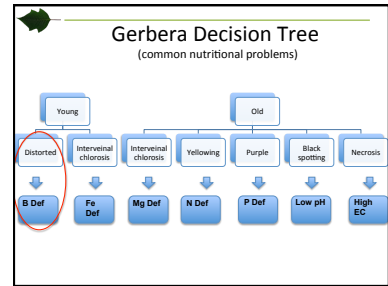 Gerbera Decision Tree
(common nutritional problems)
Young
Old
Distorted
Interveinal
chlorosis
Interveinal
chlorosis
Yellowing
Purple
Black
spotting
Necrosis
B Def
Fe
Def
Mg Def
N Def
P Def
Low pH
High
EC